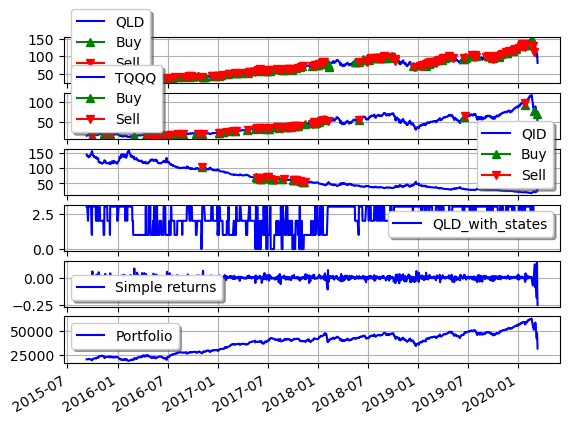 QLD
Buy
Sell
150
100
50
TQQQ
Buy
Sell
100
50
QID
Buy
Sell
150
100
50
QLD_with_states
2.5
0.0
Simple returns
0.00
−0.25
Portfolio
50000
25000
2015-07
2016-01
2016-07
2017-01
2017-07
2018-01
2018-07
2019-01
2019-07
2020-01